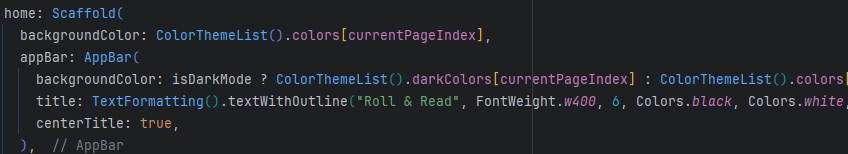 home: Scaffold(
backgroundColor: ColorThemeList().colors[currentPageIndex],
appBar: AppBar(
backgroundColor: isDarkMode ? ColorThemeList().darkColors[currentPageIndex] : ColorThemeList().colors[
title: TextFormatting().textWithOutline("Roll & Read", FontWeight.w400, 6, Colors.black, Colors.white,
centerTitle: true,
), // AppBar